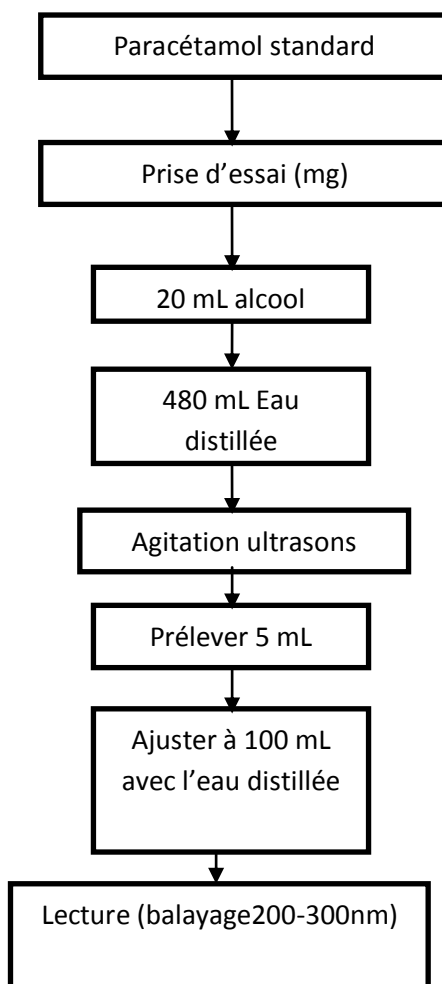 Paracétamol standard
Prise d’essai (mg)
20 mL alcool
480 mL Eau
distillée
Agitation ultrasons
Prélever 5 mL
Ajuster à 100 mL
avec l’eau distillée
Lecture (balayage200-300nm)